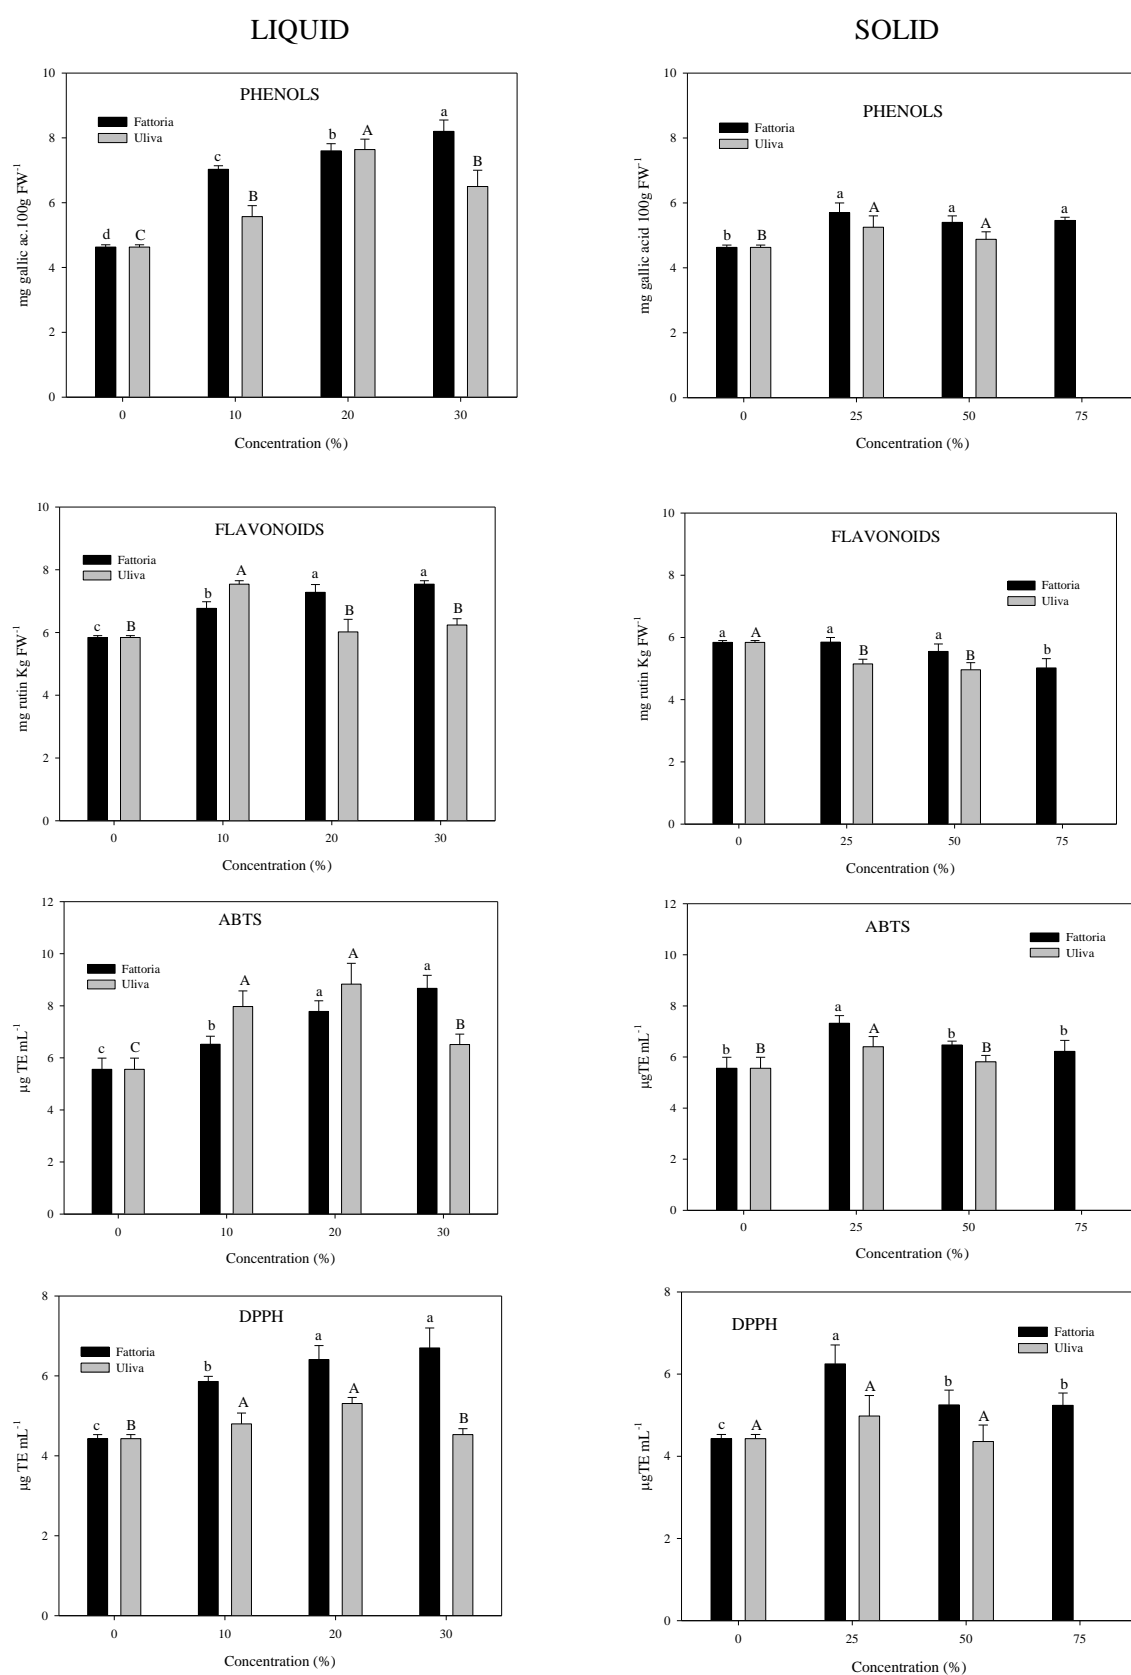 LIQUID
SOLID
PHENOLS
Fattoria
Uliva
mg gallic ac.100g FW-1
10
8
6
4
2
0
d
C
c
B
b
A
a
B
0
10
20
30
Concentration (%)
PHENOLS
Fattoria
Uliva
mg gallic acid 100g FW-1
10
8
6
4
2
0
b
B
a
A
a
A
a
0
25
50
75
Concentration (%)
FLAVONOIDS
Fattoria
Uliva
mg rutin Kg FW-1
10
8
6
4
2
0
c
B
b
A
a
B
a
B
0
10
20
30
Concentration (%)
FLAVONOIDS
Fattoria
Uliva
mg rutin Kg FW-1
10
8
6
4
2
0
a
A
a
B
a
B
b
0
25
50
75
Concentration (%)
ABTS
Fattoria
Uliva
µg TE mL-1
12
10
8
6
4
2
0
c
C
b
A
a
A
a
B
0
10
20
30
Concentration (%)
ABTS
Fattoria
Uliva
µgTE mL-1
12
10
8
6
4
2
0
b
B
a
A
b
B
b
0
25
50
75
Concentration (%)
DPPH
Fattoria
Uliva
µg TE mL-1
8
6
4
2
0
c
B
b
A
a
A
a
B
0
10
20
30
Concentration (%)
DPPH
Fattoria
Uliva
µgTE mL-1
8
6
4
2
0
c
A
a
A
b
A
b
0
25
50
75
Concentration (%)